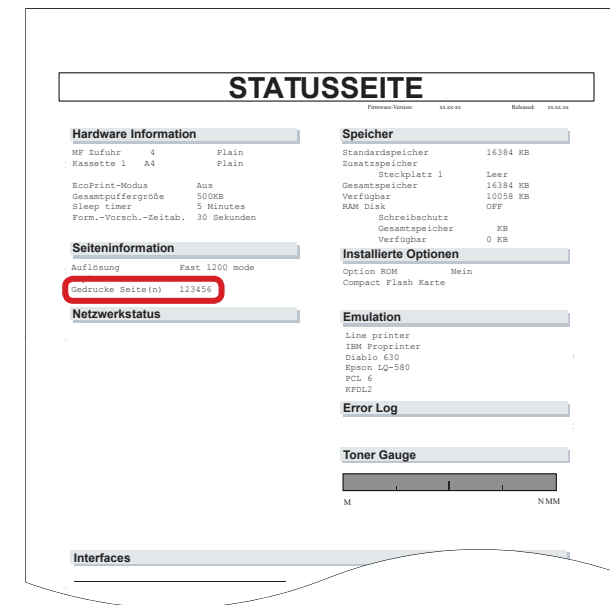 STATUSSEITE
Firmware-Version: xx.xx-xx Released: xx.xx.xx
Hardware Information
MF Zufuhr 4 Plain
Kassette 1 A4 Plain
EcoPrint-Modus Aus
Gesamtpuffergröße 500KB
Sleep timer 5 Minutes
Form.-Vorsch.-Zeitab. 30 Sekunden
Seiteninformation
Auflösung Fast 1200 mode
Gedrucke Seite(n) 123456
Netzwerkstatus
Speicher
Standardspeicher 16384 KB
Zusatzspeicher
Steckplatz 1 Leer
Gesamtspeicher 16384 KB
Verfügbar 10058 KB
RAM Disk OFF
Schreibschutz
Gesamtspeicher KB
Verfügbar 0 KB
Installierte Optionen
Option ROM Nein
Compact Flash Karte
Emulation
Line printer
IBM Proprinter
Diablo 630
Epson LQ-580
PCL 6
KPDL2
Error Log
Toner Gauge
M N MM
Interfaces